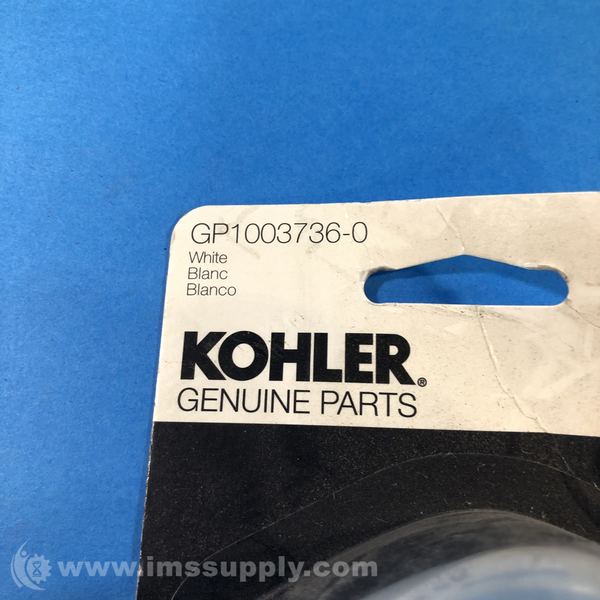 GP1003736-0
White
Blanc
Blanco
KOHLER®
GENUINE PARTS
www.imssupply.com